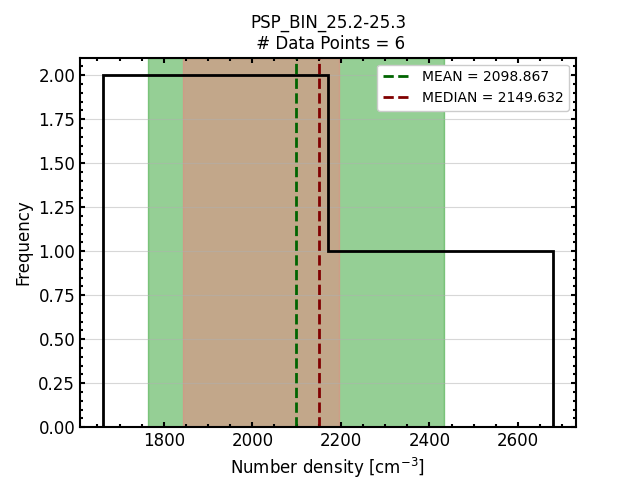 PSP_BIN_25.2-25.3
# Data Points = 6
MEAN = 2098.867
MEDIAN = 2149.632
2.00
1.75
1.50
1.25
1.00
0.75
0.50
0.25
0.00
Frequency
1800 2000 2200 2400 2600
Number density [cm⁻³]